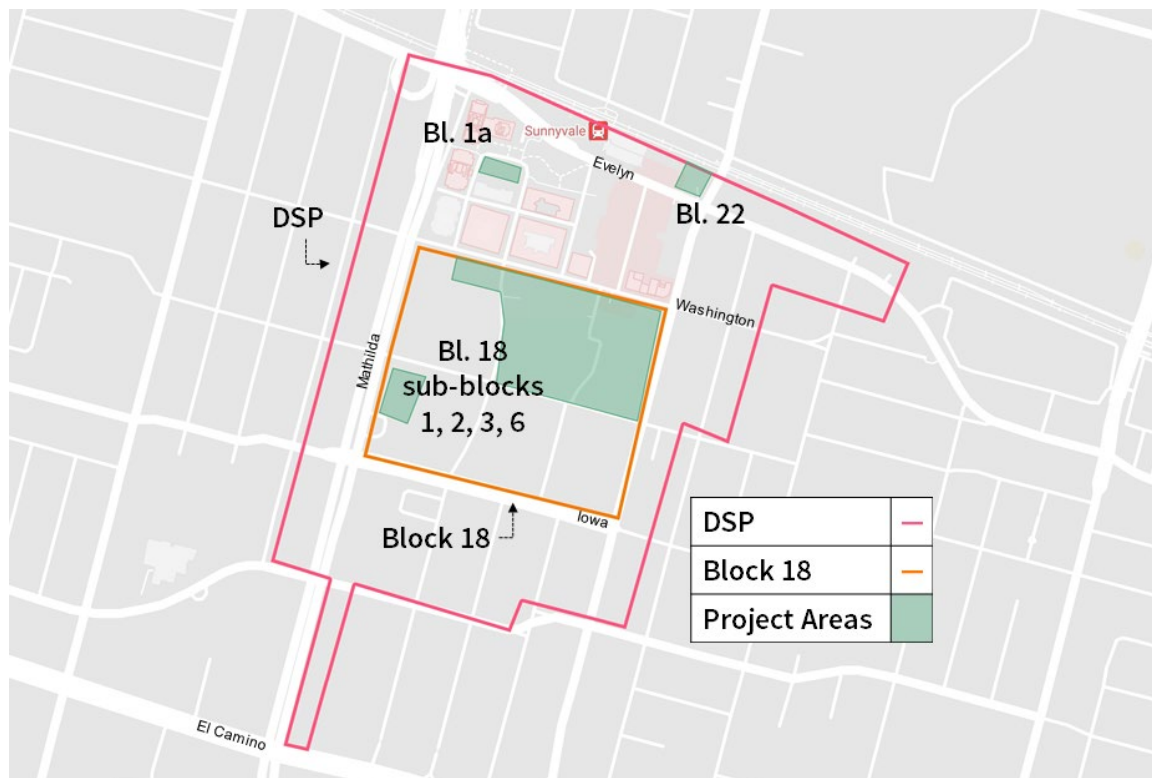 Bl. 1a
Sunnyvale
Evelyn
Bl. 22
DSP
Washington
Mathilda
Bl. 18
sub-blocks
1, 2, 3, 6
Iowa
Block 18
DSP
Block 18
Project Areas
El Camino